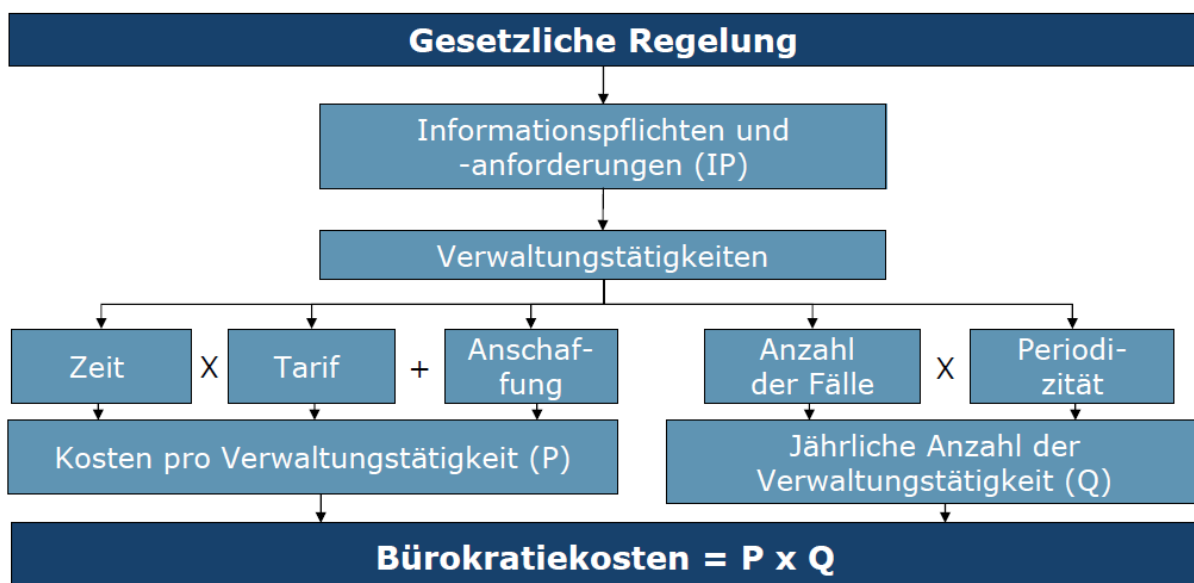 Gesetzliche Regelung
Informationspflichten und
-anforderungen (IP)
Verwaltungstätigkeiten
Zeit X Tarif + Anschaf-
fung
Anzahl
der Fälle X Periodi-
zität
Kosten pro Verwaltungstätigkeit (P)
Jährliche Anzahl der
Verwaltungstätigkeit (Q)
Bürokratiekosten = P x Q